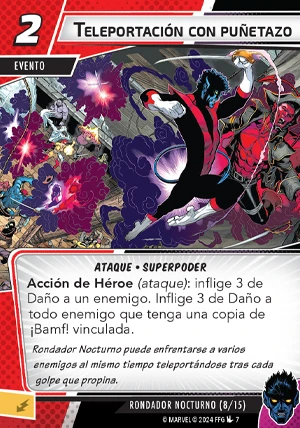 2
TELEPORTACIÓN CON PUÑETAZO
EVENTO
ATAQUE • SUPERPODER
Acción de Héroe (ataque): inflige 3 de
Daño a un enemigo. Inflige 3 de Daño a
todo enemigo que tenga una copia de
¡Bamf! vinculada.
Rondador Nocturno puede enfrentarse a varios
enemigos al mismo tiempo teleportándose tras cada
golpe que propina.
RONDADOR NOCTURNO (8/15)
© MARVEL © 2024 FFG 7